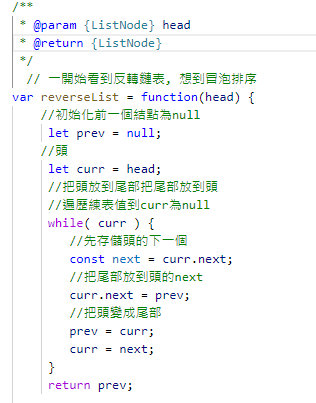 /**
 * @param {ListNode} head
 * @return {ListNode}
 */
// 一開始看到反轉鏈表, 想到冒泡排序
var reverseList = function(head) {
//初始化前一個結點為null
let prev = null;
//頭
let curr = head;
//把頭放到尾部把尾部放到頭
//遍歷練表值到curr為null
while( curr ) {
//先存儲頭的下一個
const next = curr.next;
//把尾部放到頭的next
curr.next = prev;
//把頭變成尾部
prev = curr;
curr = next;
}
return prev;